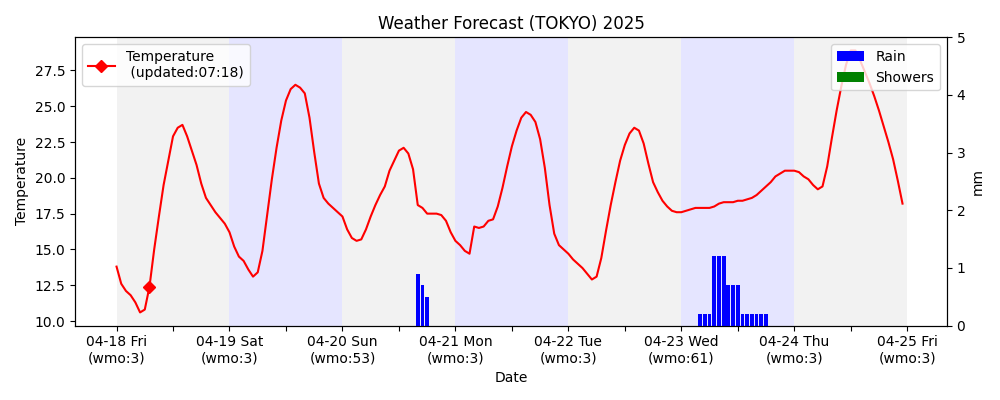 Weather Forecast (TOKYO) 2025
Temperature
(updated:07:18)
Rain
Showers
Temperature
27.5
25.0
22.5
20.0
17.5
15.0
12.5
10.0
5
4
3
2
1
0
mm
04-18 Fri
(wmo:3)
04-19 Sat
(wmo:3)
04-20 Sun
(wmo:53)
04-21 Mon
(wmo:3)
04-22 Tue
(wmo:3)
04-23 Wed
(wmo:61)
04-24 Thu
(wmo:3)
04-25 Fri
(wmo:3)
Date